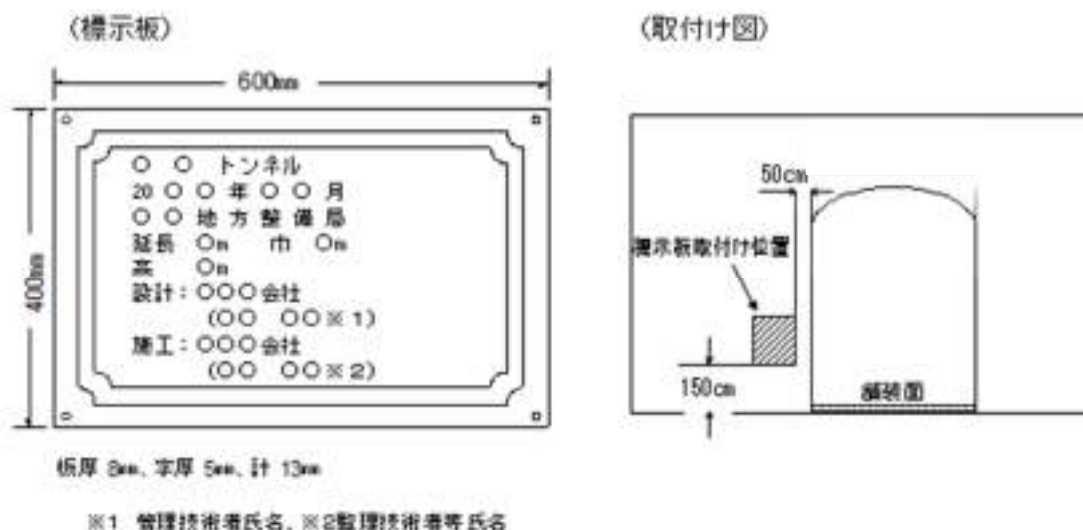 (標示板)
600mm
400mm
○ ○ トンネル
20 ○ ○ 年 ○ ○ 月
○ ○ 地 方 整 備 局
延長 ○m 巾 ○m
高 ○m
設計:○○○会社
(○○ ○○※1)
施工:○○○会社
(○○ ○○※2)
板厚 8mm、字厚 5mm、計 13mm
※1 管理技術者氏名、※2監理技術者等氏名
(取付け図)
50cm
標示板取付け位置
150cm
舗装面